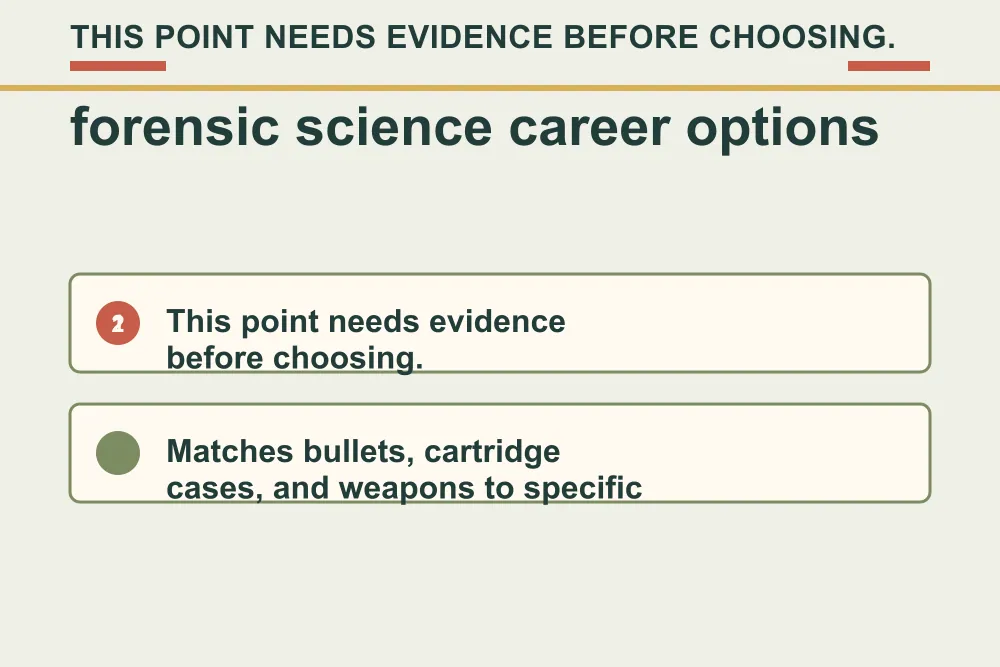 THIS POINT NEEDS EVIDENCE BEFORE CHOOSING.
forensic science career options
2
This point needs evidence
before choosing.
Matches bullets, cartridge
cases, and weapons to specific